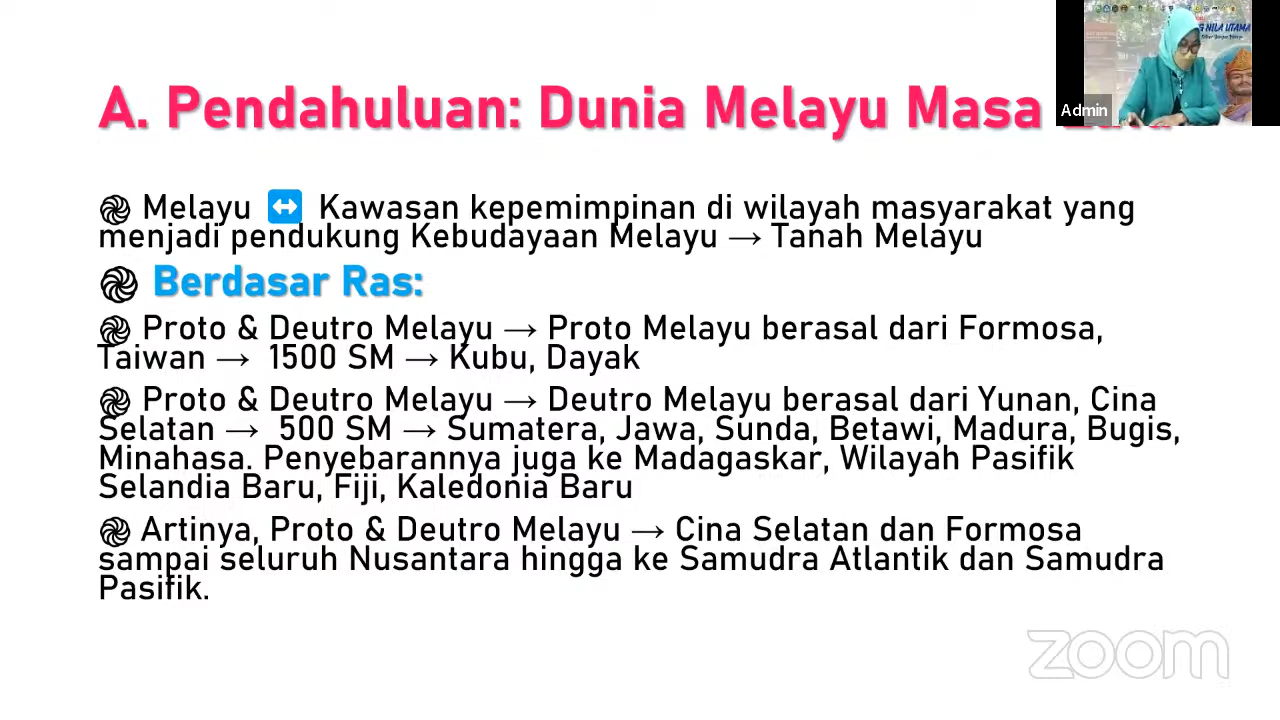 A. Pendahuluan: Dunia Melayu Masa
Admin
NILA UTAMA
Melayu ↔ Kawasan kepemimpinan di wilayah masyarakat yang
menjadi pendukung Kebudayaan Melayu → Tanah Melayu
Berdasar Ras:
Proto & Deutro Melayu → Proto Melayu berasal dari Formosa,
Taiwan → 1500 SM → Kubu, Dayak
Proto & Deutro Melayu → Deutro Melayu berasal dari Yunan, Cina
Selatan → 500 SM → Sumatera, Jawa, Sunda, Betawi, Madura, Bugis,
Minahasa. Penyebarannya juga ke Madagaskar, Wilayah Pasifik
Selandia Baru, Fiji, Kaledonia Baru
Artinya, Proto & Deutro Melayu → Cina Selatan dan Formosa
sampai seluruh Nusantara hingga ke Samudra Atlantik dan Samudra
Pasifik.
zoom